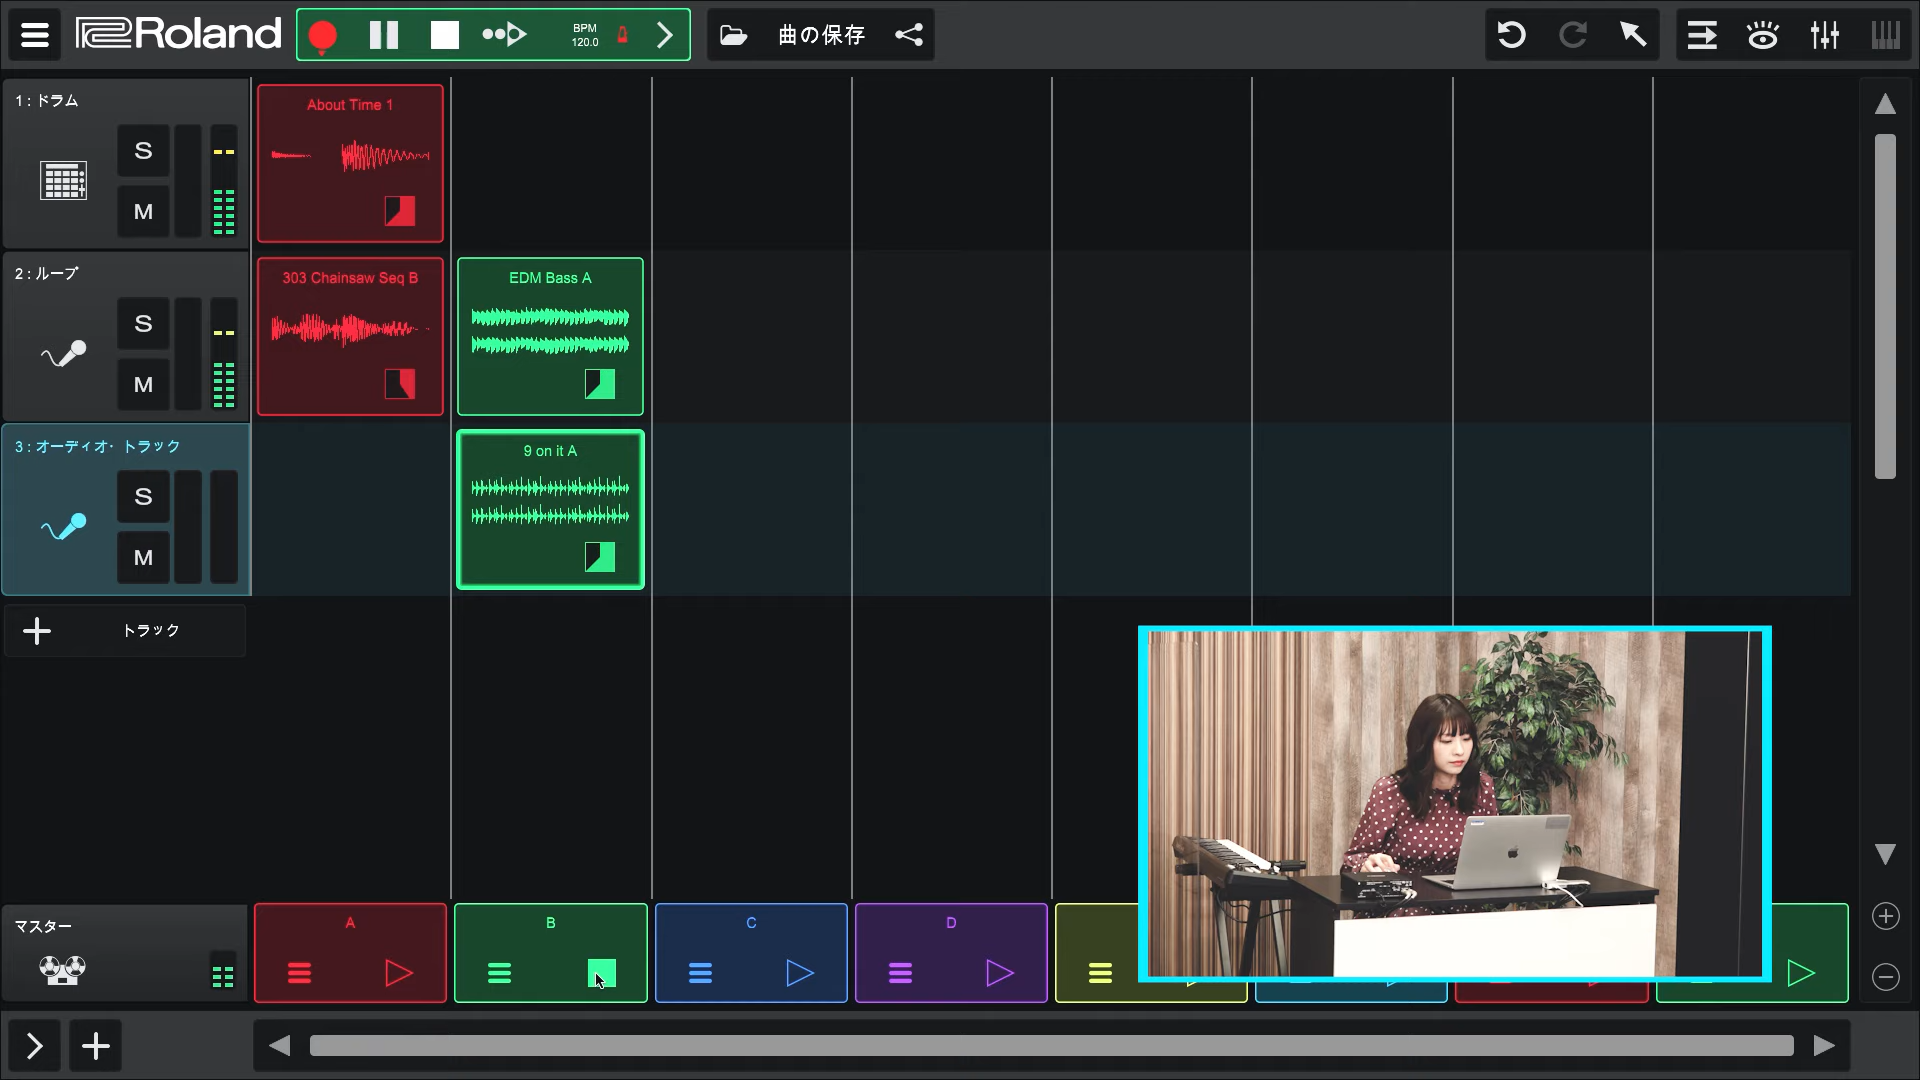 Roland
BPM
120.0
曲の保存
1 : ドラム
S
M
About Time 1
2 : ループ
S
M
303 Chainsaw Seq B
EDM Bass A
3 : オーディオ・トラック
S
M
9 on it A
トラック
マスター
A
B
C
D